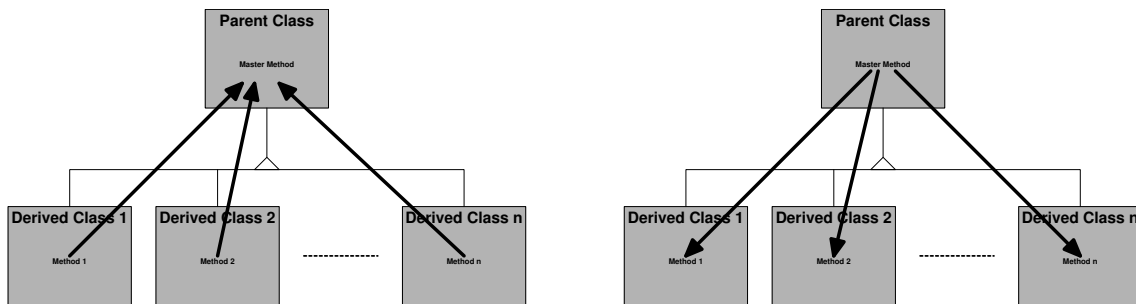 Parent Class
Master Method
Derived Class 1
Derived Class 2
Derived Class n
Method 1
Method 2
Method n
Parent Class
Master Method
Derived Class 1
Derived Class 2
Derived Class n
Method 1
Method 2
Method n